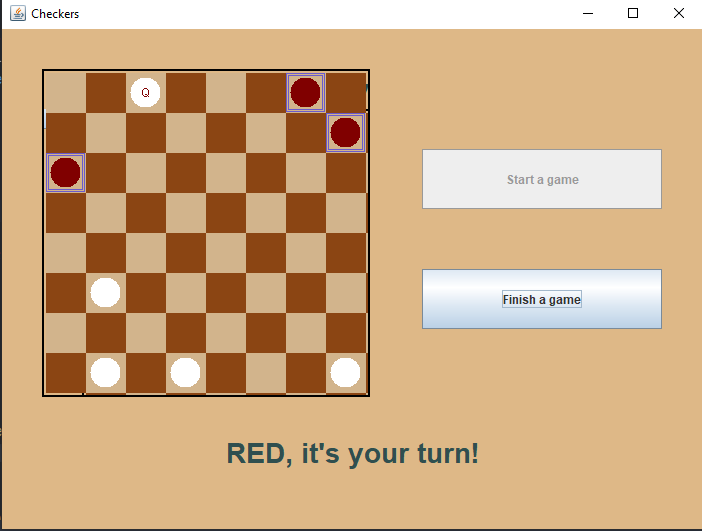 Checkers
Q
Start a game
Finish a game
RED, it's your turn!